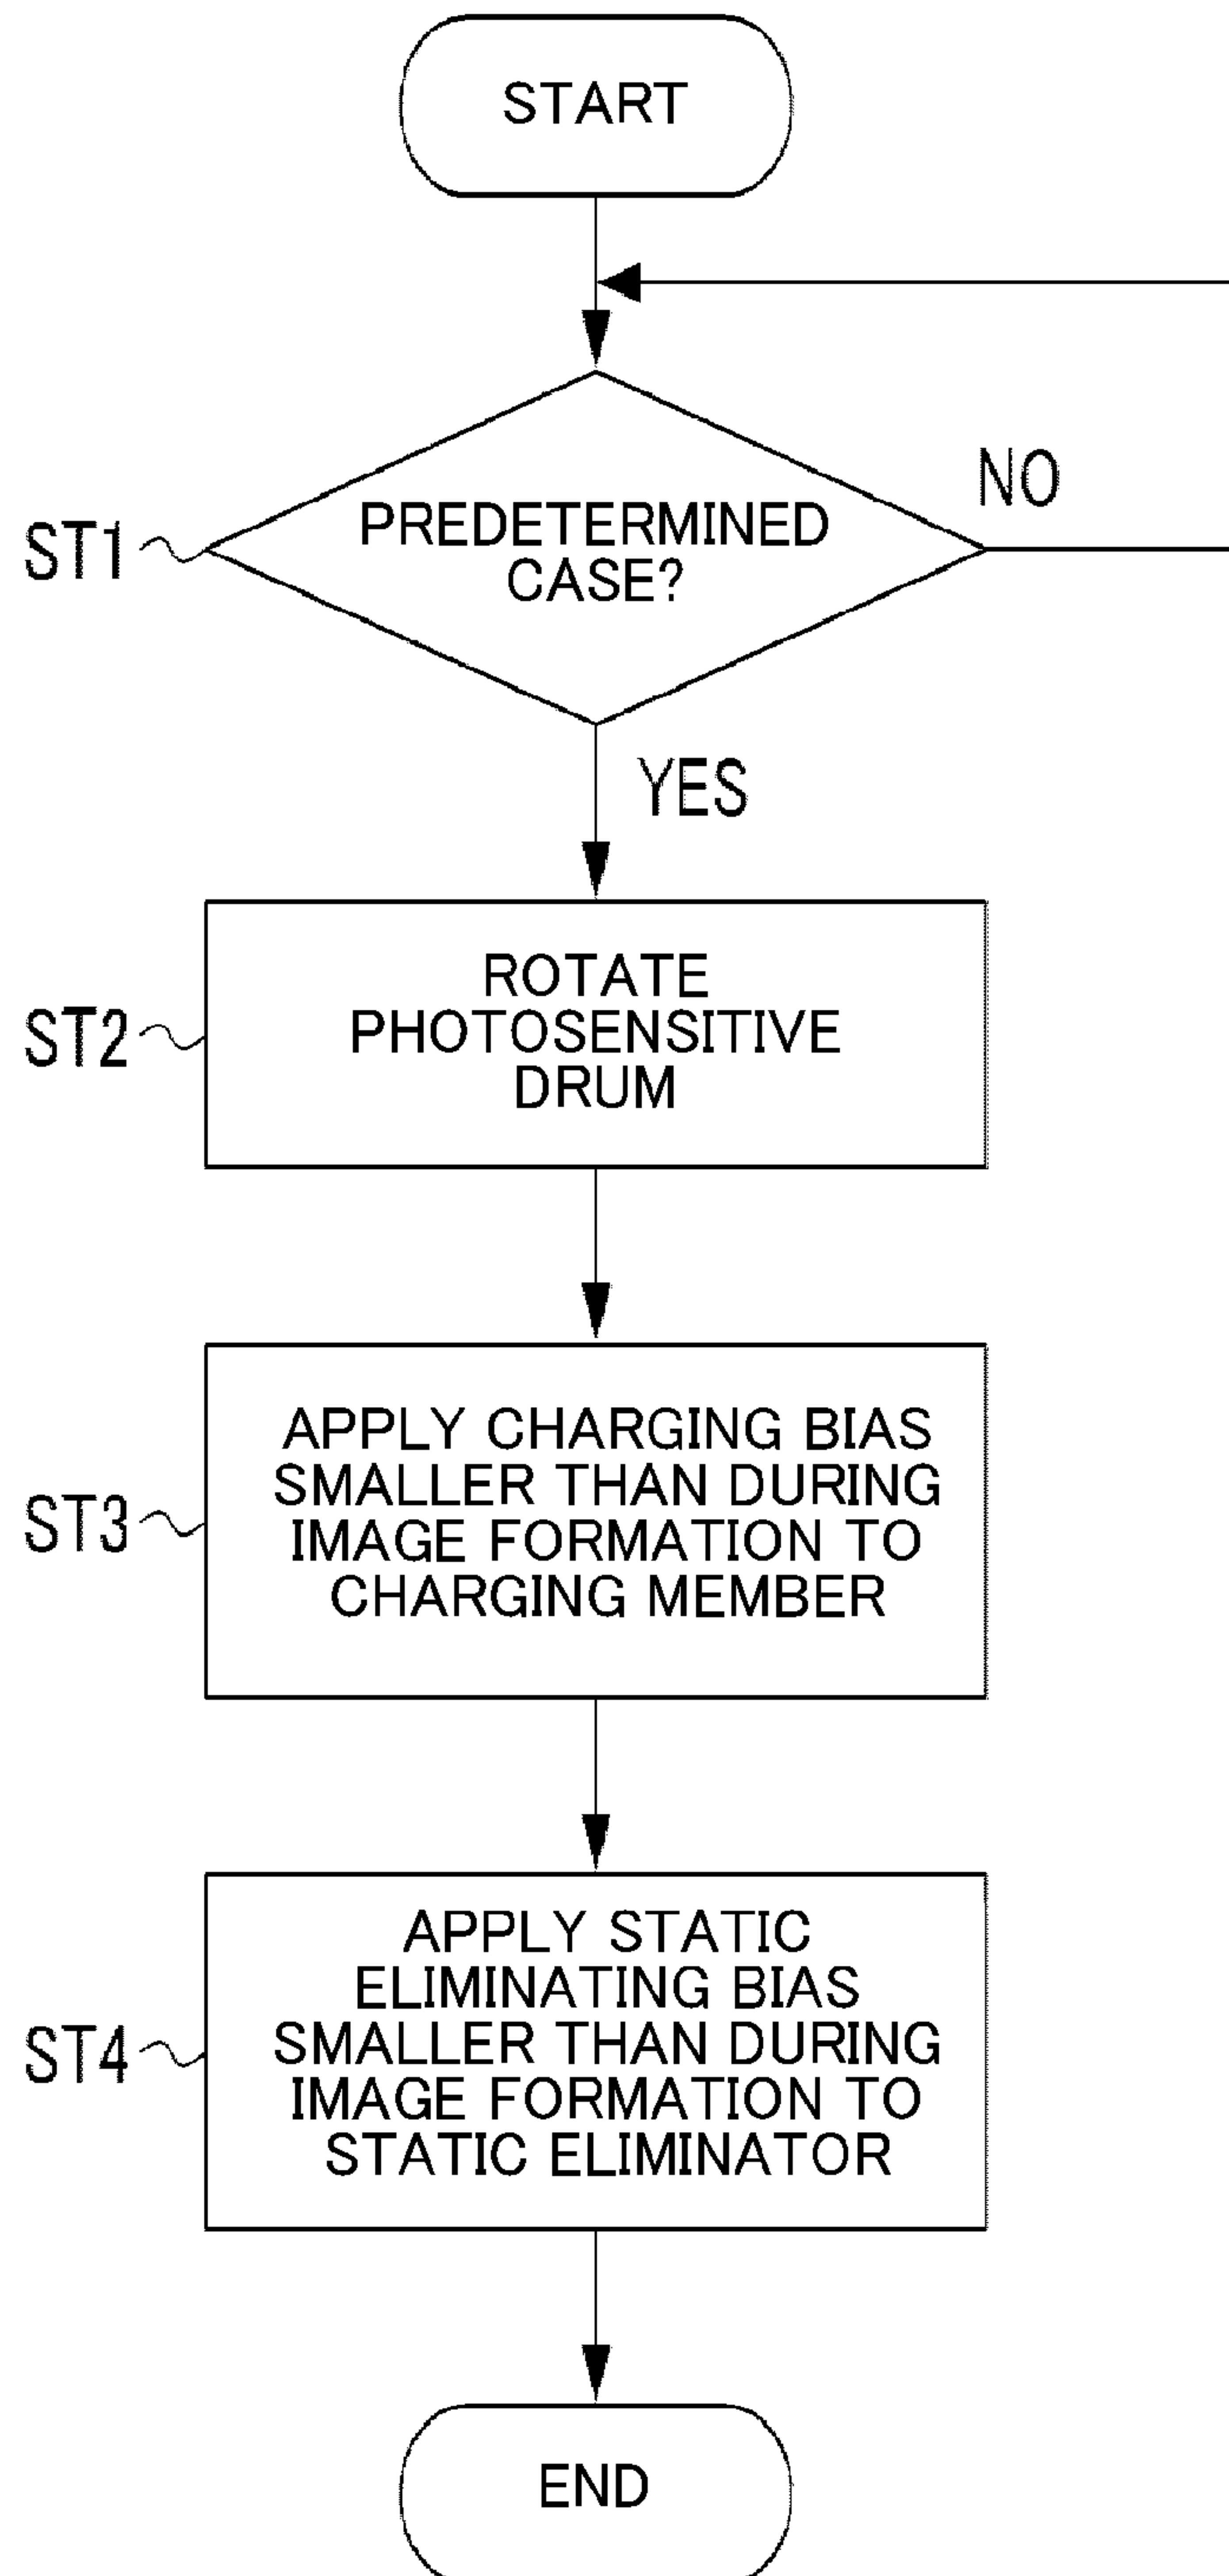 START
NO
ST1
PREDETERMINED
CASE?
YES
ST2
ROTATE
PHOTOSENSITIVE
DRUM
ST3
APPLY CHARGING BIAS
SMALLER THAN DURING
IMAGE FORMATION TO
CHARGING MEMBER
ST4
APPLY STATIC
ELIMINATING BIAS
SMALLER THAN DURING
IMAGE FORMATION TO
STATIC ELIMINATOR
END